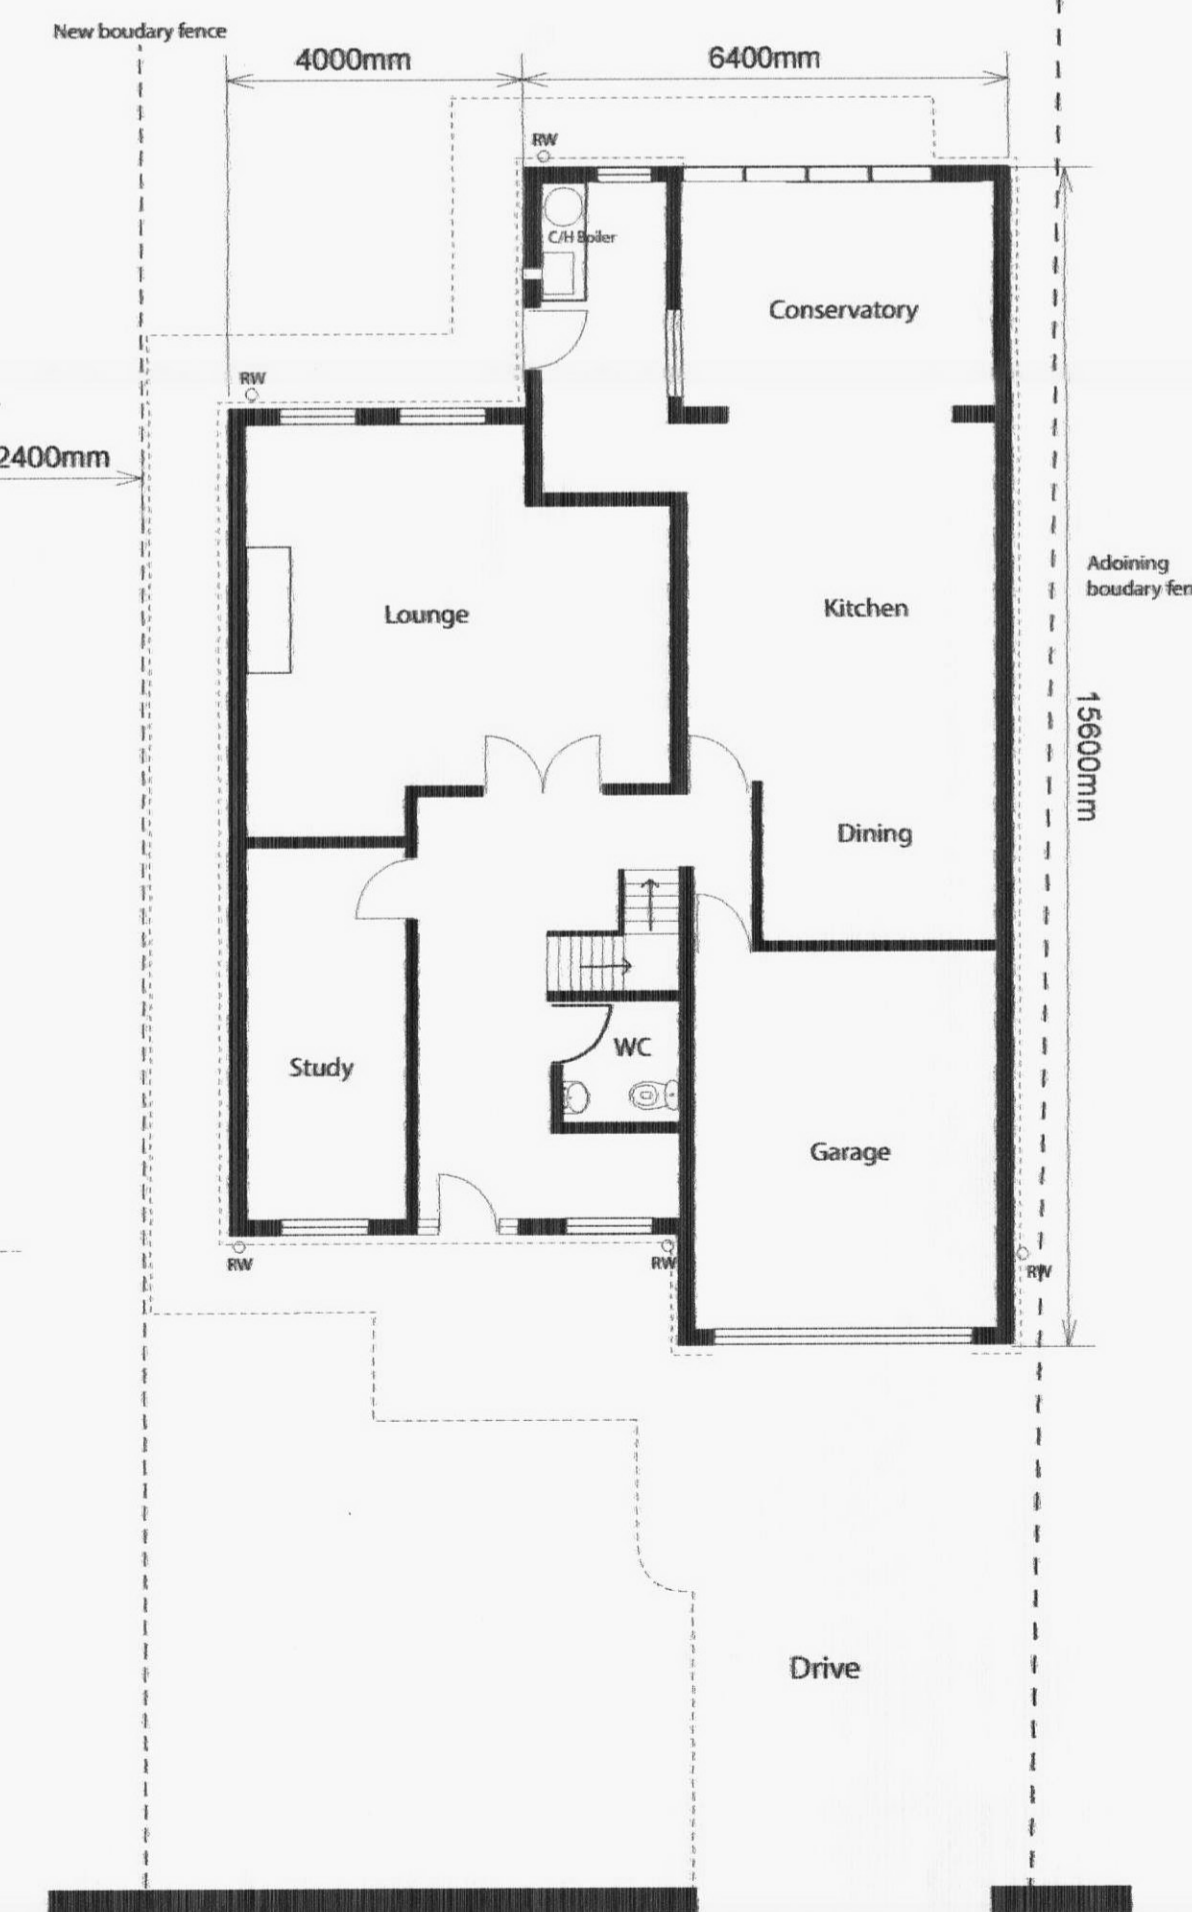 New boudary fence
4000mm
6400mm
RW
C/H Boiler
Conservatory
RW
2400mm
Adoining
boudary fen
Lounge
Kitchen
15600mm
Dining
WC
Study
Garage
RW
RW
RW
Drive